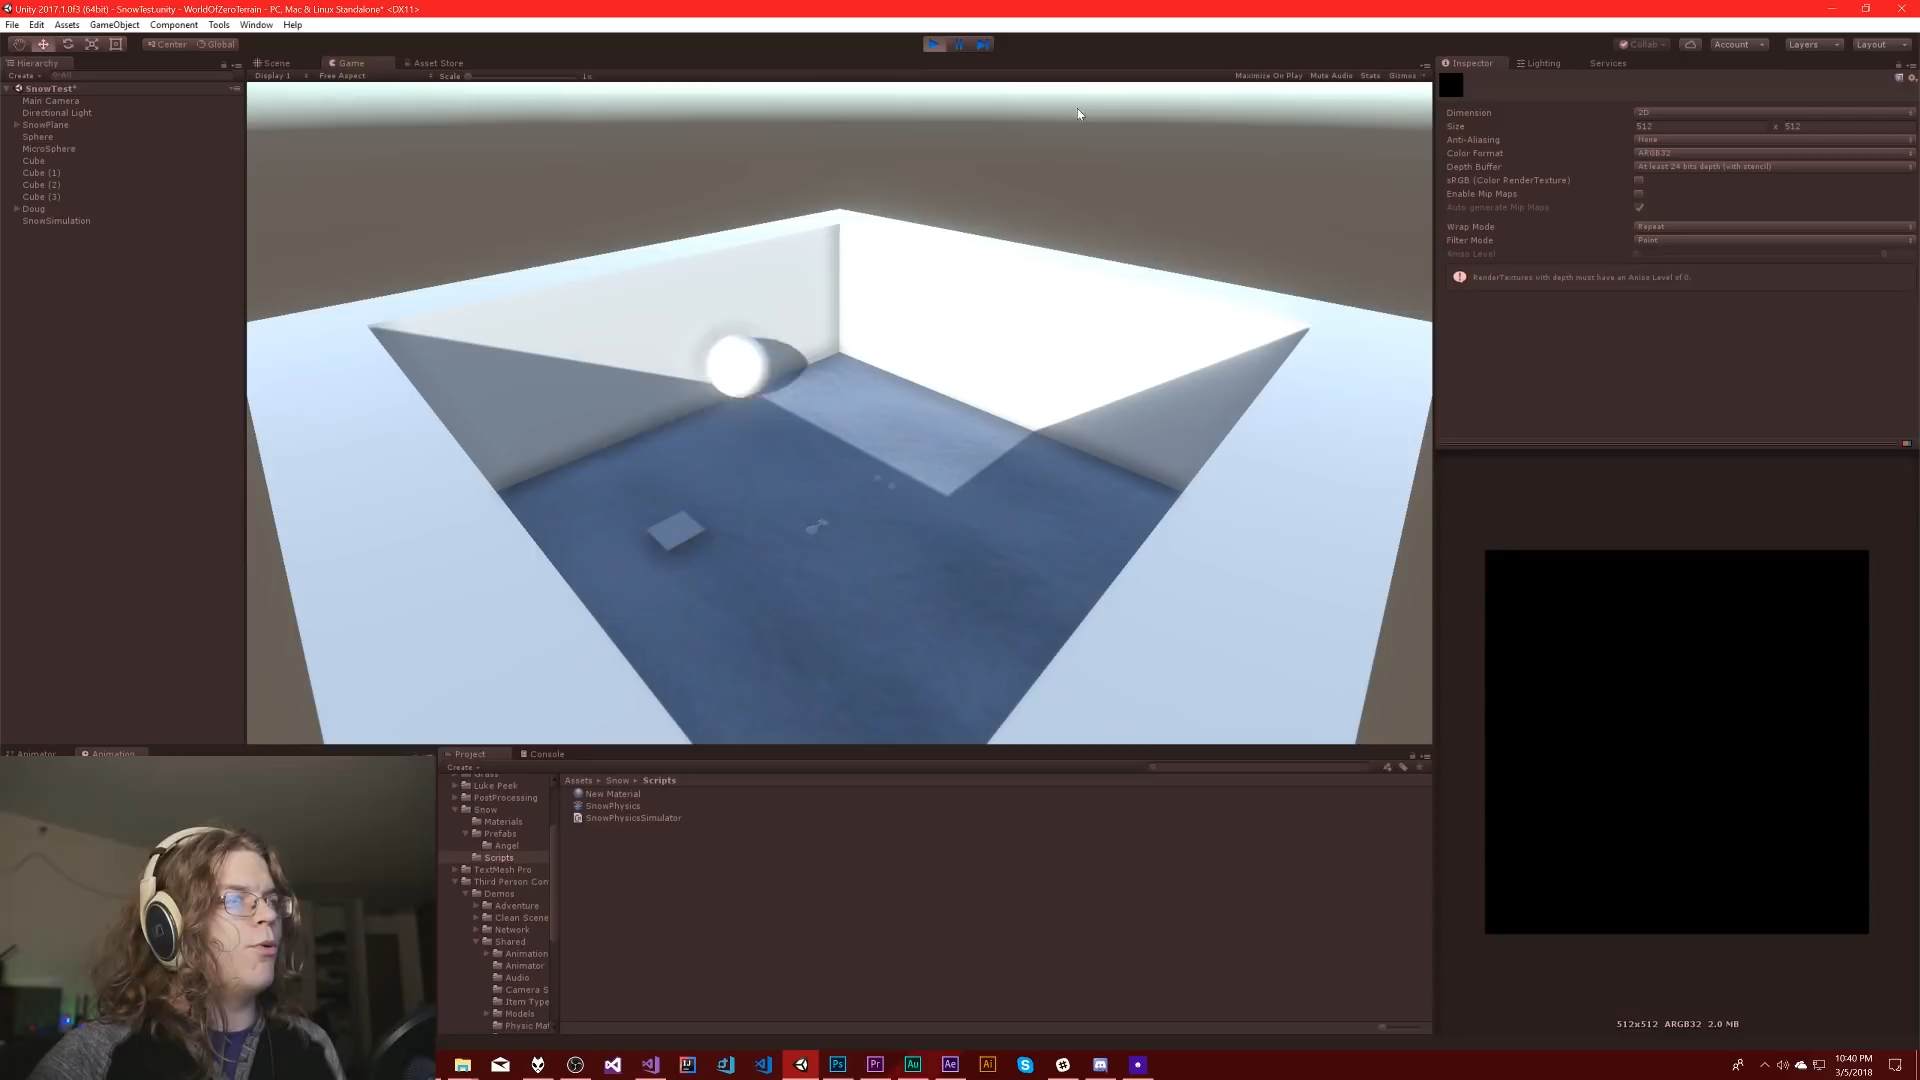 Unity 2017.1.0f3 (64bit) - SnowTest.unity - WorldOfZeroTerrain - PC, Mac & Linux Standalone* <DX11>
File Edit Assets GameObject Component Tools Window Help
Center Global
Collab Account Layers Layout
Hierarchy
Create All
SnowTest*
Main Camera
Directional Light
SnowPlane
Sphere
MicroSphere
Cube
Cube (1)
Cube (2)
Cube (3)
Doug
SnowSimulation
Scene Game Asset Store
Display 1 Free Aspect Scale 1x Maximize On Play Mute Audio Stats Gizmos
Inspector Lighting Services
Dimension 2D
Size 512 x 512
Anti-Aliasing None
Color Format ARGB32
Depth Buffer At least 24 bits depth (with stencil)
sRGB (Color RenderTexture)
Enable Mip Maps
Auto generate Mip Maps
Wrap Mode Repeat
Filter Mode Point
Aniso Level
RenderTextures with depth must have an Aniso Level of 0.
512x512 ARGB32 2.0 MB
Animator Animation
Project Console
Create
Grass
Luke Peek
PostProcessing
Snow
Materials
Prefabs
Angel
Scripts
TextMesh Pro
Third Person Con
Demos
Adventure
Clean Scene
Network
Shared
Animation
Animator
Audio
Camera S
Item Type
Models
Physic Mat
Assets Snow Scripts
New Material
SnowPhysics
SnowPhysicsSimulator
Ps Pr Au Ae Ai
10:40 PM
3/5/2018